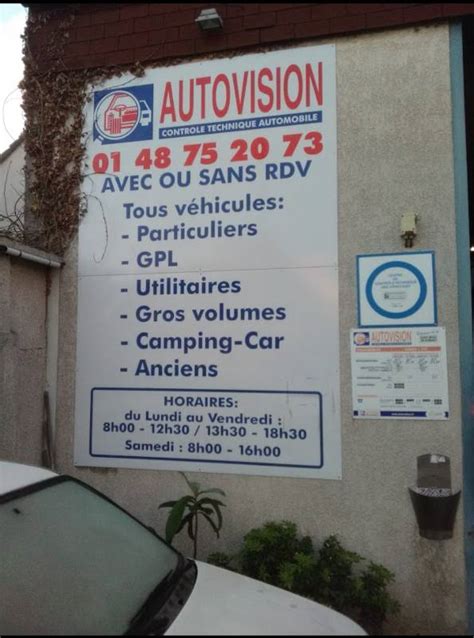 AUTOVISION
CONTROLE TECHNIQUE AUTOMOBILE
01 48 75 20 73
AVEC OU SANS RDV
Tous véhicules:
- Particuliers
- GPL
- Utilitaires
- Gros volumes
- Camping-Car
- Anciens
HORAIRES:
du Lundi au Vendredi :
8h00 - 12h30 / 13h30 - 18h30
Samedi : 8h00 - 16h00
AUTOVISION